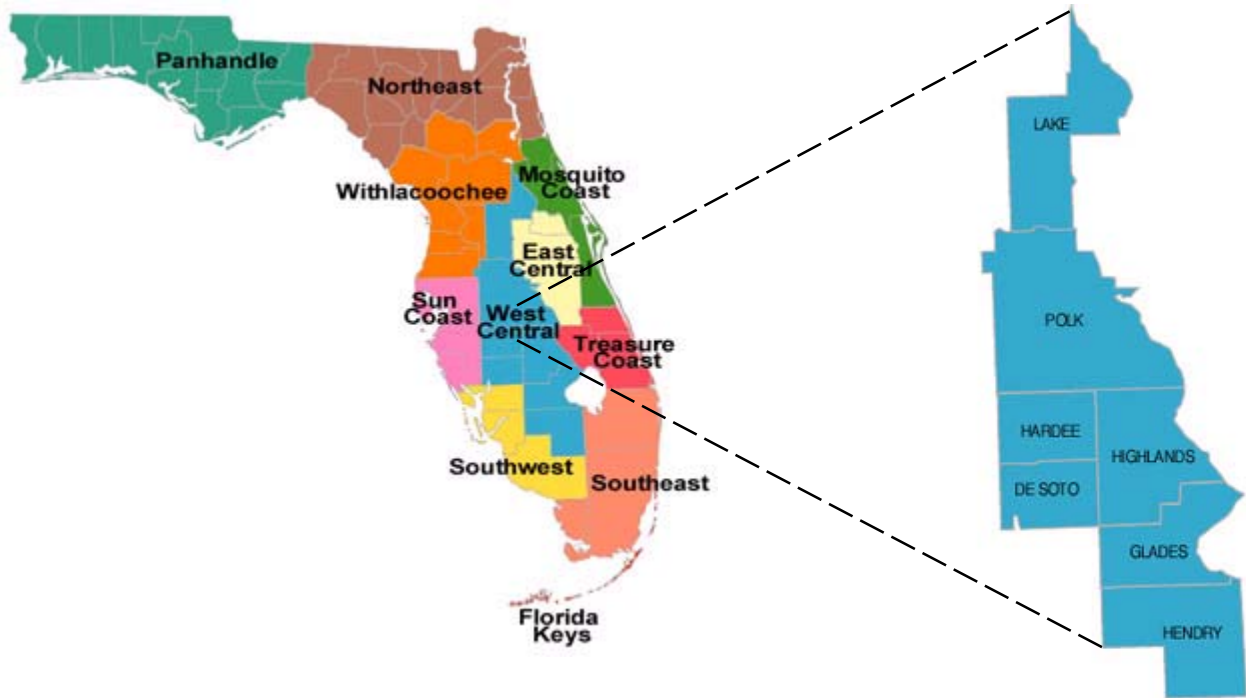 Panhandle
Northeast
Withlacoochee
Mosquito
Coast
East
Central
Sun
Coast
West
Central
Treasure
Coast
Southwest
Southeast
Florida
Keys
LAKE
POLK
HARDEE
HIGHLANDS
DE SOTO
GLADES
HENDRY